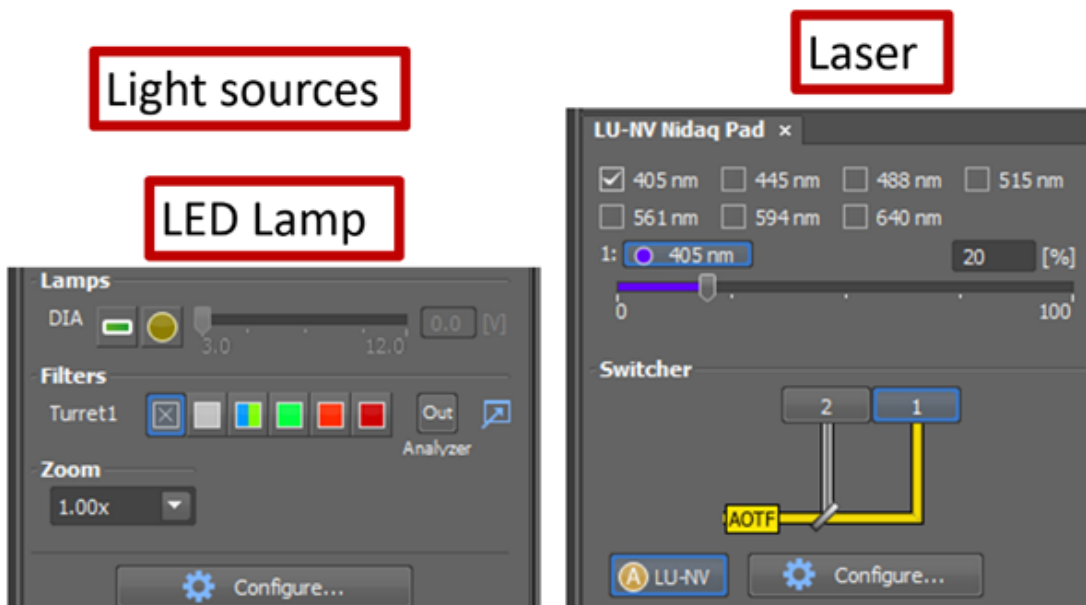 Light sources
LED Lamp
Lamps
DIA
3.0 12.0 0.0 [V]
Filters
Turret1 Out
Analyzer
Zoom
1.00x
Configure...
Laser
LU-NV Nidaq Pad ×
405 nm 445 nm 488 nm 515 nm
561 nm 594 nm 640 nm
1: 405 nm 20 [%]
0 100
Switcher
2 1
AOTF
A LU-NV Configure...